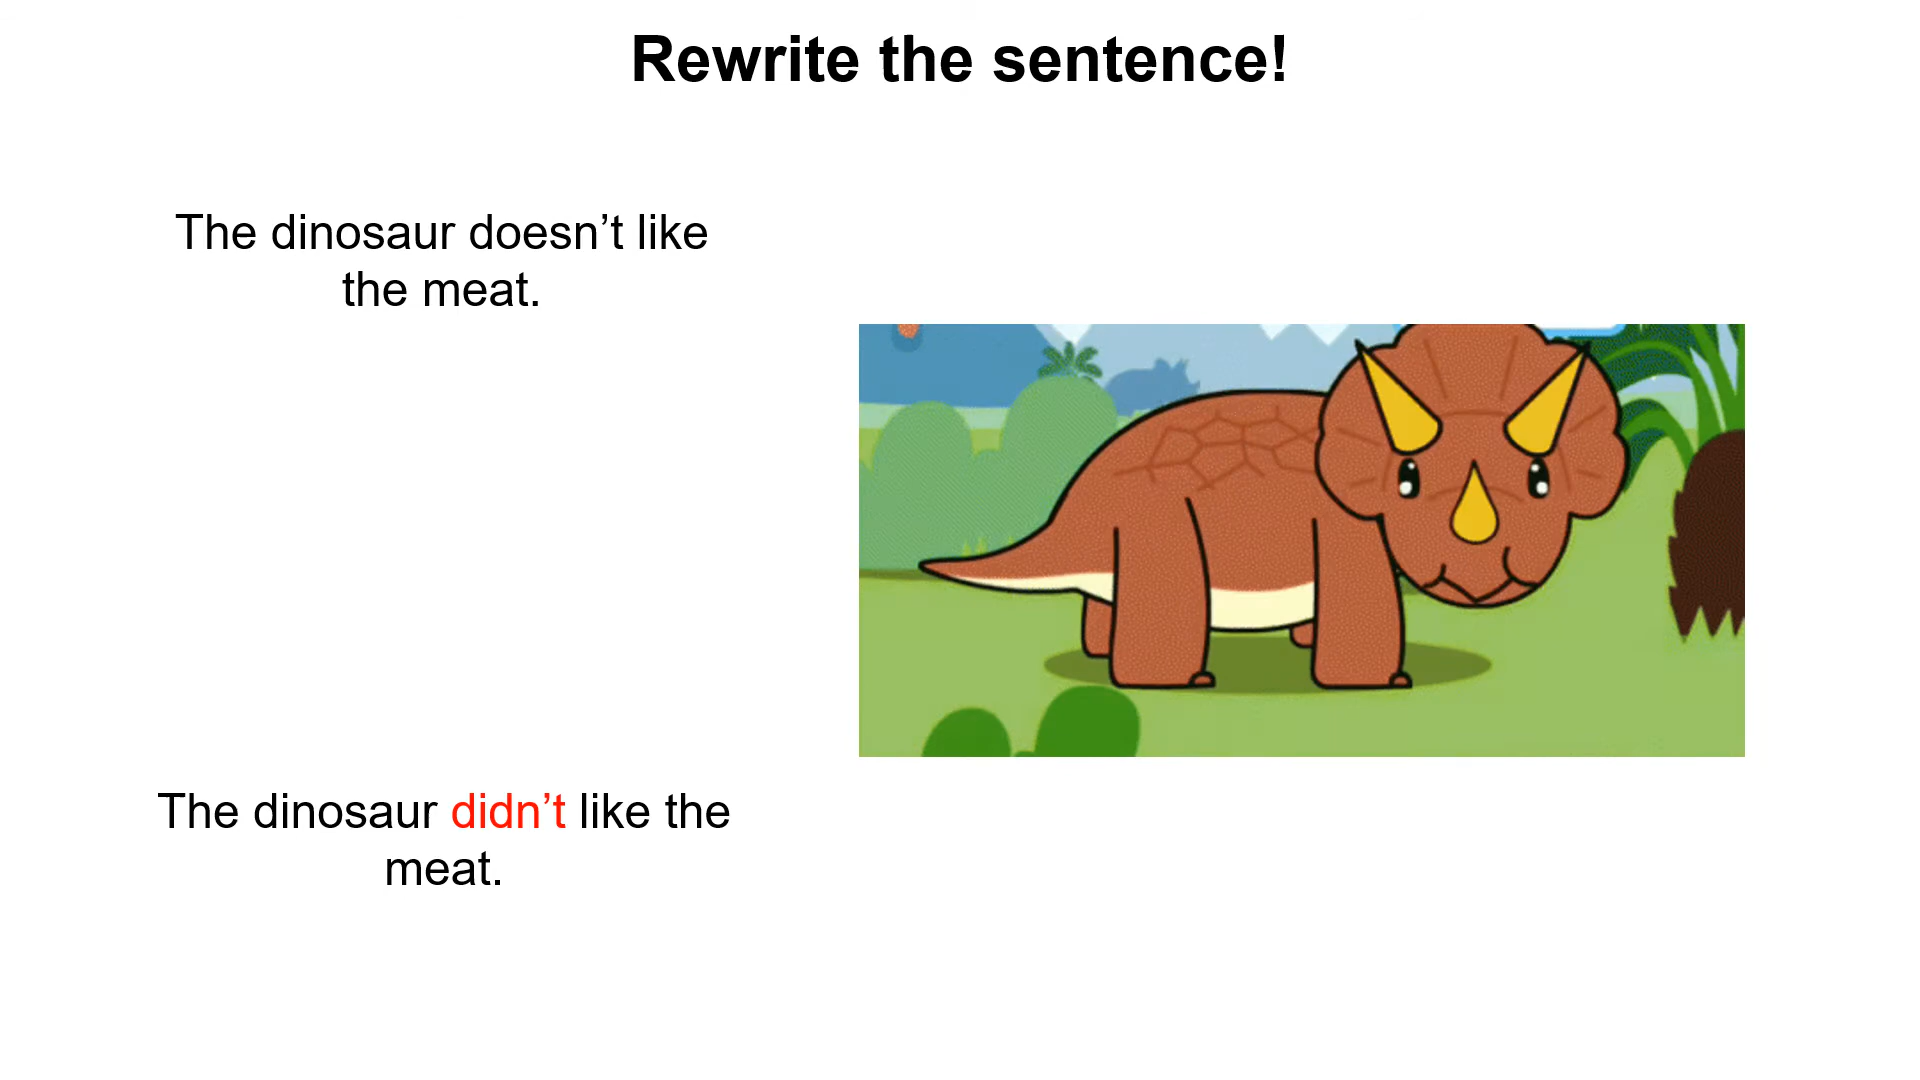 Rewrite the sentence!
The dinosaur doesn’t like
the meat.
The dinosaur didn’t like the
meat.